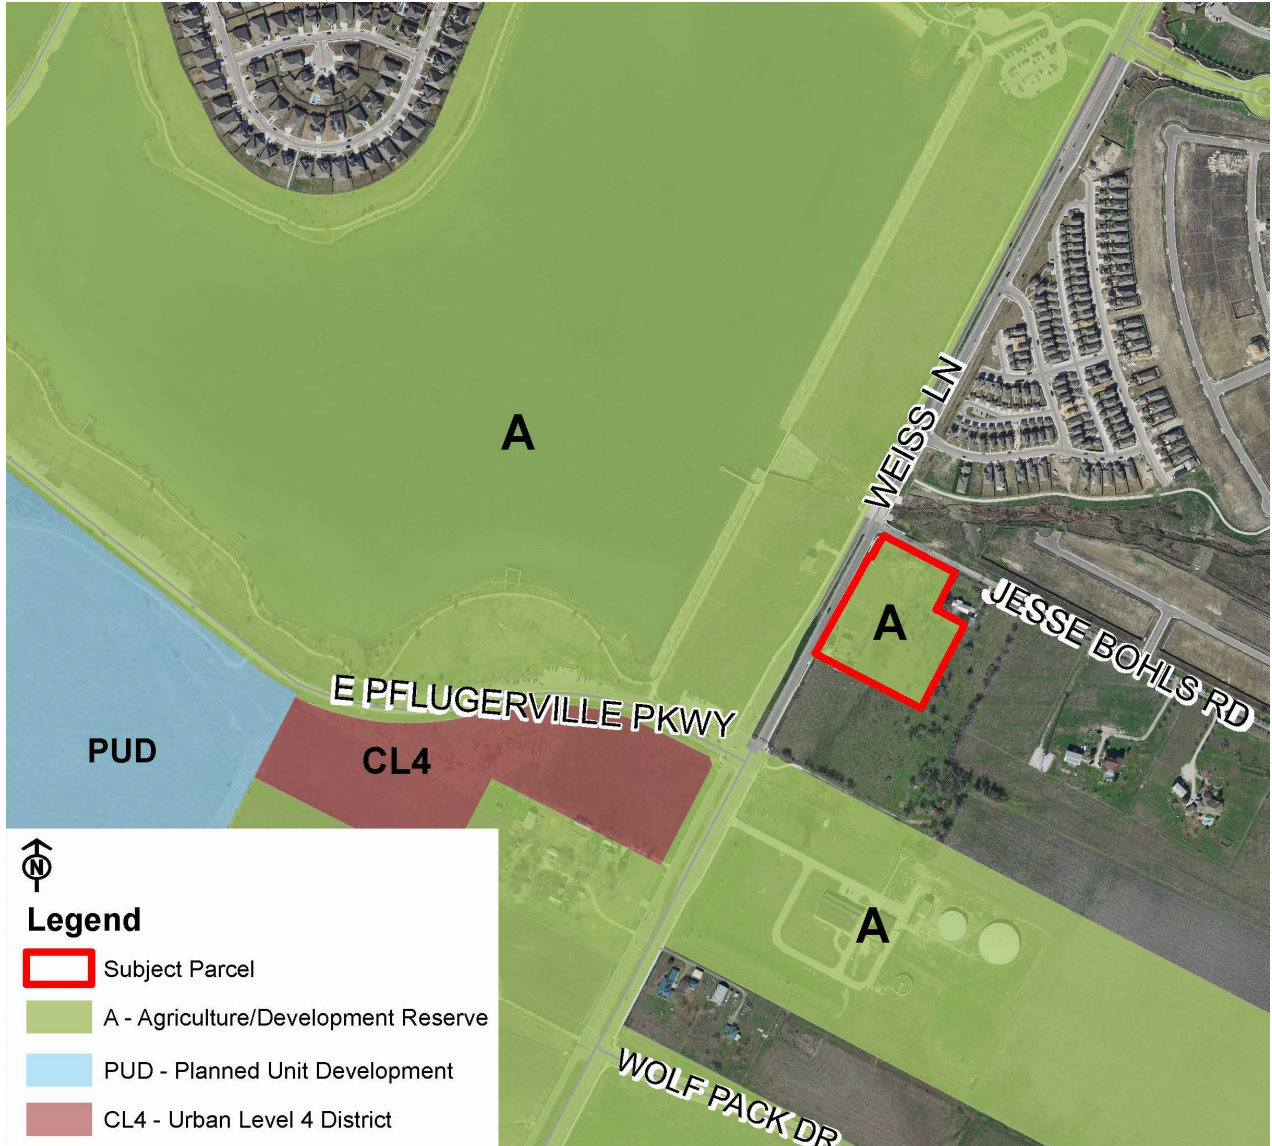 A
WEISS LN
A
JESSE BOHLS RD
E PFLUGERVILLE PKWY
PUD
CL4
A
WOLF PACK DR
N
Legend
Subject Parcel
A - Agriculture/Development Reserve
PUD - Planned Unit Development
CL4 - Urban Level 4 District